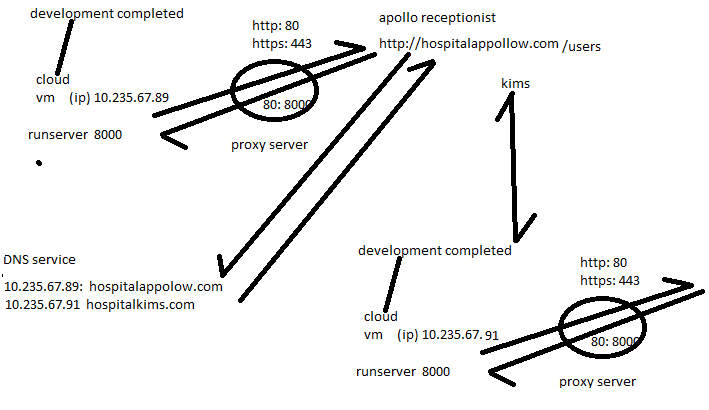 development completed
http: 80
https: 443
apollo receptionist
http://hospitalappollow.com /users
cloud
vm (ip) 10.235.67.89
80: 8000
kims
runserver 8000
proxy server
DNS service
10.235.67.89: hospitalappolow.com
10.235.67.91 hospitalkims.com
development completed
http: 80
https: 443
cloud
vm (ip) 10.235.67.91
80: 8000
runserver 8000
proxy server